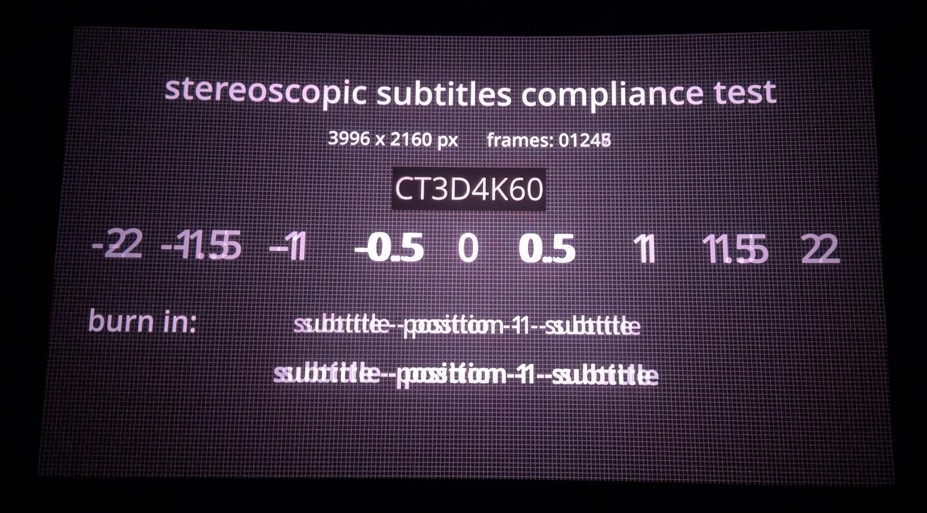 stereoscopic subtitles compliance test
3996 x 2160 px frames:
CT3D4K60
-2 -1.5 -1 -0.5 0 0.5 1 1.5 2
burn in: subtitle - position -1 - subtitle
subtitle - position -1 - subtitle